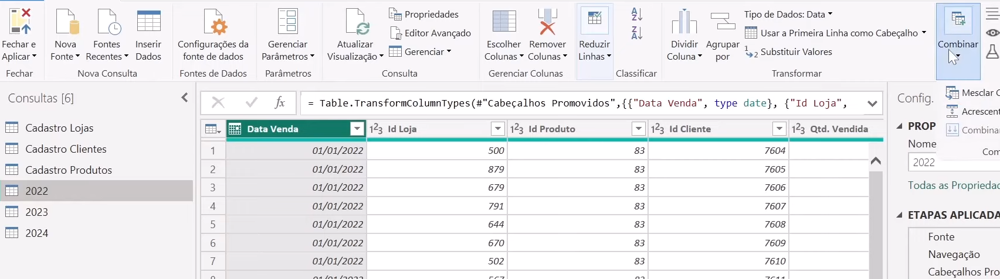 Fechar e Aplicar
Nova Fonte
Fontes Recentes
Inserir Dados
Configurações da fonte de dados
Gerenciar Parâmetros
Atualizar Visualização
Propriedades
Editor Avançado
Gerenciar
Escolher Colunas
Remover Colunas
Reduzir Linhas
A Z
Z A
Dividir Coluna
Agrupar por
Tipo de Dados: Data
Usar a Primeira Linha como Cabeçalho
1 2 Substituir Valores
Combinar
Fechar
Nova Consulta
Fontes de Dados
Parâmetros
Consulta
Gerenciar Colunas
Classificar
Transformar
Mesclar C
Acrescent
Combinar
Com
Consultas [6]
Cadastro Lojas
Cadastro Clientes
Cadastro Produtos
2022
2023
2024
fx
= Table.TransformColumnTypes(#"Cabeçalhos Promovidos",{{"Data Venda", type date}, {"Id Loja",
Data Venda 123 Id Loja 123 Id Produto 123 Id Cliente 123 Qtd. Vendida
1 01/01/2022 500 83 7604
2 01/01/2022 879 83 7605
3 01/01/2022 679 83 7606
4 01/01/2022 791 83 7607
5 01/01/2022 644 83 7608
6 01/01/2022 670 83 7609
7 01/01/2022 502 83 7610
Config.
PROP
Nome
2022
Todas as Propriedad
ETAPAS APLICADA
Fonte
Navegação
Cabeçalhos Pro